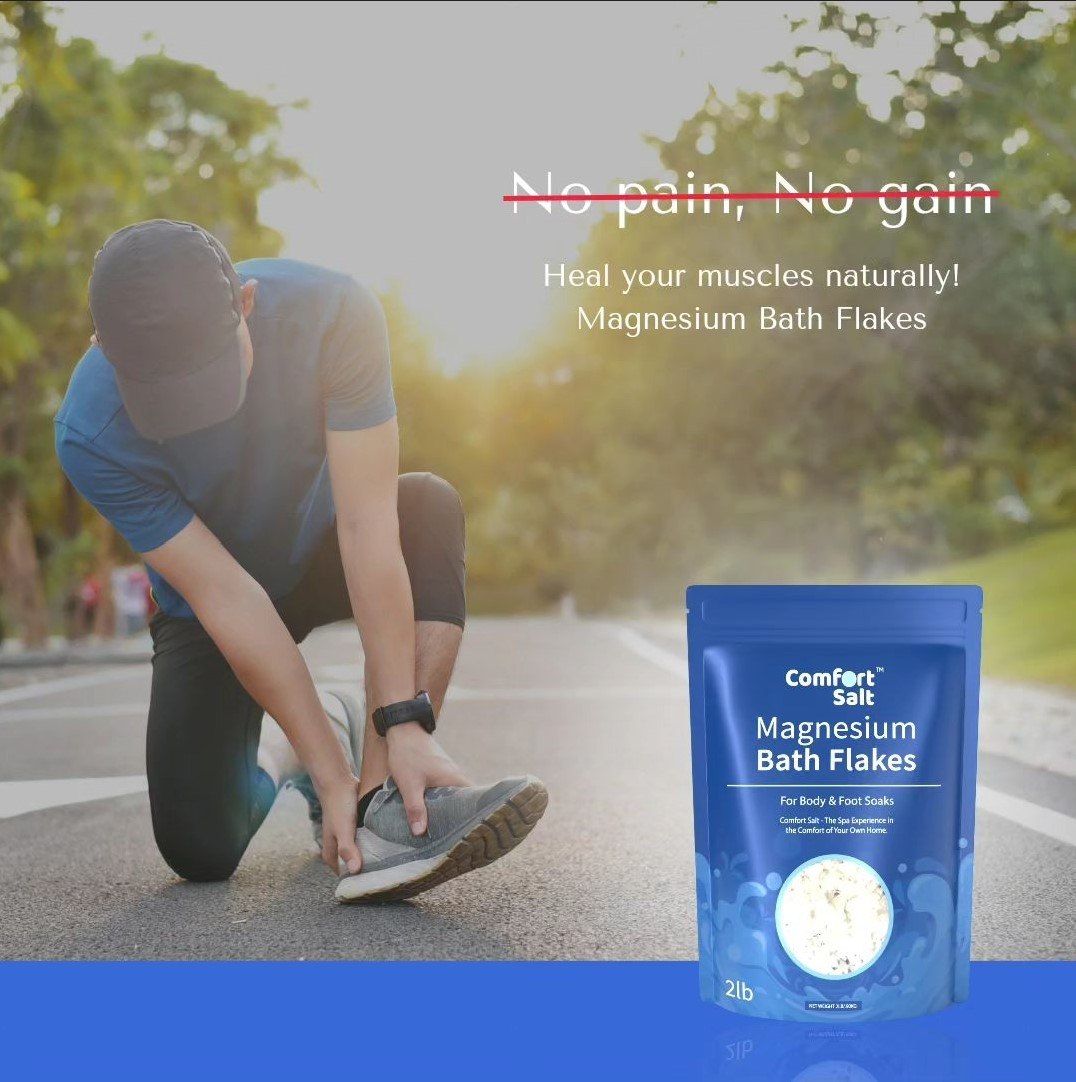 No pain, No gain
Heal your muscles naturally!
Magnesium Bath Flakes
Comfort™
Salt
Magnesium
Bath Flakes
For Body & Foot Soaks
Comfort Salt - The Spa Experience in
the Comfort of Your Own Home.
2lb